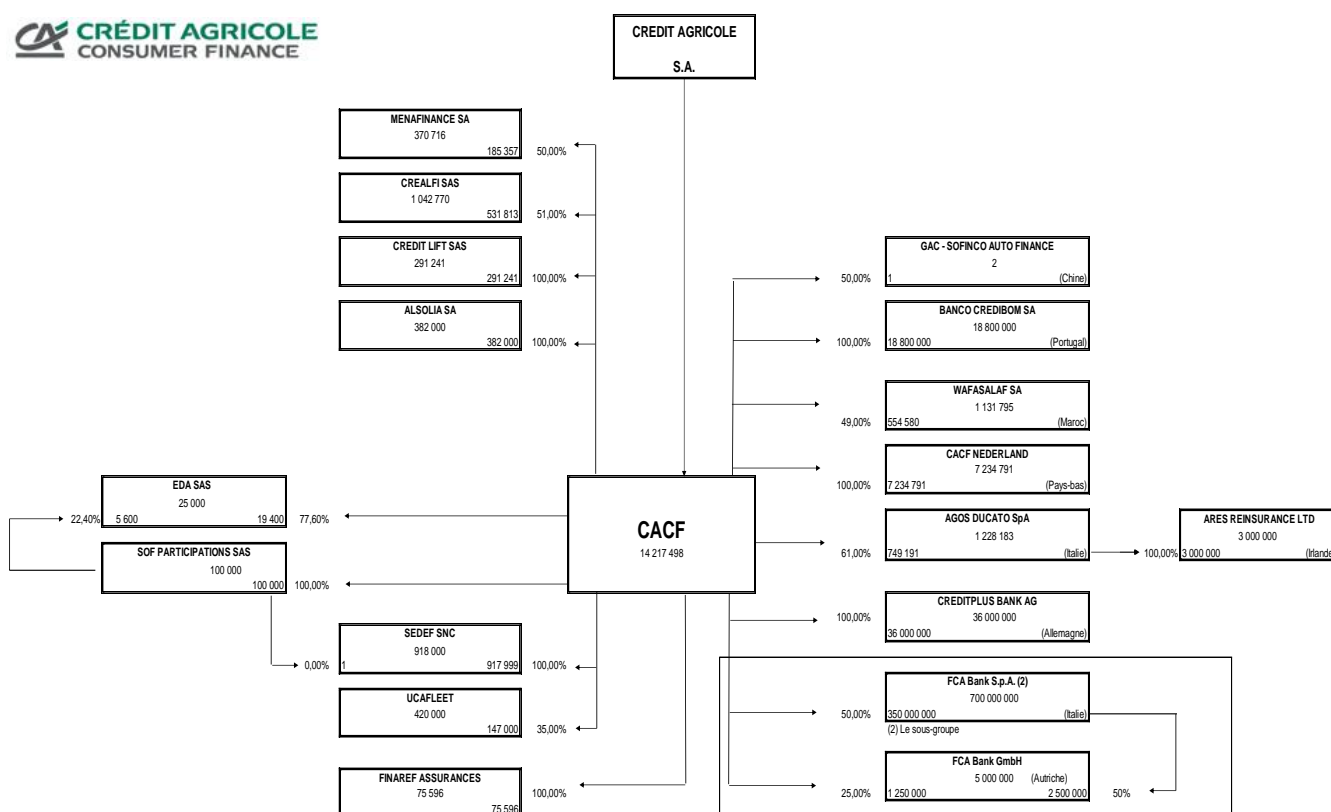 CRÉDIT AGRICOLE
CONSUMER FINANCE
CREDIT AGRICOLE
S.A.
MENAFINANCE SA
370 716
185 357 50,00%
CREALFI SAS
1 042 770
531 813 51,00%
CREDIT LIFT SAS
291 241
291 241 100,00%
ALSOLIA SA
382 000
382 000 100,00%
GAC - SOFINCO AUTO FINANCE
2
50,00% 1 (Chine)
BANCO CREDIBOM SA
18 800 000
100,00% 18 800 000 (Portugal)
WAFASALAF SA
1 131 795
49,00% 554 580 (Maroc)
CACF NEDERLAND
7 234 791
100,00% 7 234 791 (Pays-bas)
EDA SAS
25 000
22,40% 5 600 19 400 77,60%
SOF PARTICIPATIONS SAS
100 000
100 000 100,00%
CACF
14 217 498
AGOS DUCATO SpA
1 228 183
61,00% 749 191 (Italie)
ARES REINSURANCE LTD
3 000 000
100,00% 3 000 000 (Irlande
CREDITPLUS BANK AG
36 000 000
100,00% 36 000 000 (Allemagne)
SEDEF SNC
918 000
0,00% 1 917 999 100,00%
UCAFLEET
420 000
147 000 35,00%
FCA Bank S.p.A. (2)
700 000 000
50,00% 350 000 000 (Italie)
(2) Le sous-groupe
FCA Bank GmbH
5 000 000 (Autriche)
25,00% 1 250 000 2 500 000 50%
FINAREF ASSURANCES
75 596
100,00%
75 596